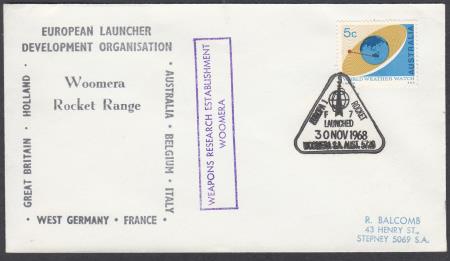 EUROPEAN LAUNCHER
DEVELOPMENT ORGANISATION
Woomera
Rocket Range
GREAT BRITAIN • HOLLAND •
• AUSTRALIA • BELGIUM • ITALY
• WEST GERMANY • FRANCE •
WEAPONS RESEARCH ESTABLISHMENT
WOOMERA
5c
AUSTRALIA
WORLD WEATHER WATCH
ROCKET
F 7
LAUNCHED
30 NOV 1968
WOOMERA S.A. AUST. 5720
R. BALCOMB
43 HENRY ST.,
STEPNEY 5069 S.A.